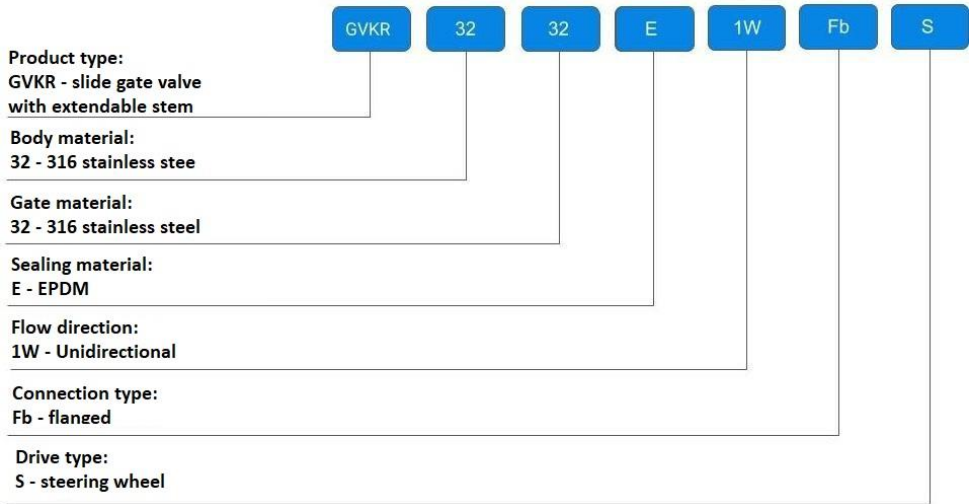 GVKR 32 32 E 1W Fb S
Product type:
GVKR - slide gate valve
with extendable stem
Body material:
32 - 316 stainless stee
Gate material:
32 - 316 stainless steel
Sealing material:
E - EPDM
Flow direction:
1W - Unidirectional
Connection type:
Fb - flanged
Drive type:
S - steering wheel